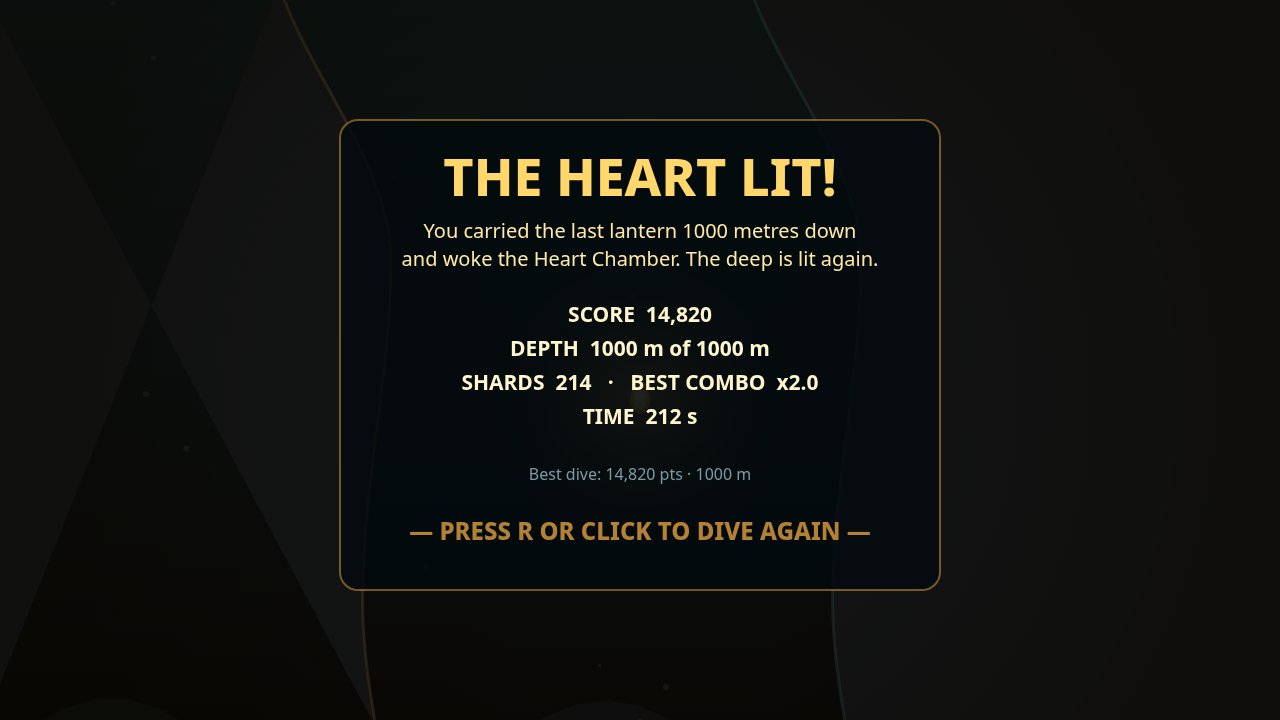 THE HEART LIT!
You carried the last lantern 1000 metres down
and woke the Heart Chamber. The deep is lit again.
SCORE 14,820
DEPTH 1000 m of 1000 m
SHARDS 214 · BEST COMBO x2.0
TIME 212 s
Best dive: 14,820 pts · 1000 m
— PRESS R OR CLICK TO DIVE AGAIN —